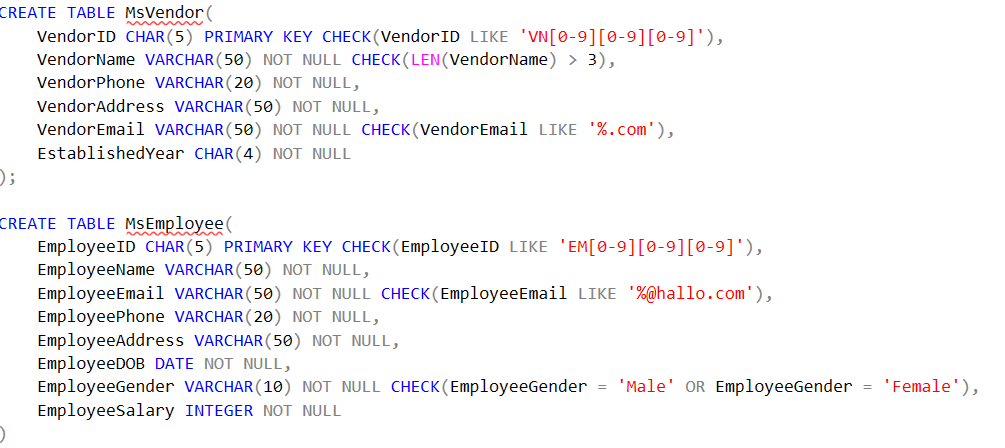 CREATE TABLE MsVendor(
VendorID CHAR(5) PRIMARY KEY CHECK(VendorID LIKE 'VN[0-9][0-9][0-9]'),
VendorName VARCHAR(50) NOT NULL CHECK(LEN(VendorName) > 3),
VendorPhone VARCHAR(20) NOT NULL,
VendorAddress VARCHAR(50) NOT NULL,
VendorEmail VARCHAR(50) NOT NULL CHECK(VendorEmail LIKE '%.com'),
EstablishedYear CHAR(4) NOT NULL
);
CREATE TABLE MsEmployee(
EmployeeID CHAR(5) PRIMARY KEY CHECK(EmployeeID LIKE 'EM[0-9][0-9][0-9]'),
EmployeeName VARCHAR(50) NOT NULL,
EmployeeEmail VARCHAR(50) NOT NULL CHECK(EmployeeEmail LIKE '%@hallo.com'),
EmployeePhone VARCHAR(20) NOT NULL,
EmployeeAddress VARCHAR(50) NOT NULL,
EmployeeDOB DATE NOT NULL,
EmployeeGender VARCHAR(10) NOT NULL CHECK(EmployeeGender = 'Male' OR EmployeeGender = 'Female'),
EmployeeSalary INTEGER NOT NULL
)